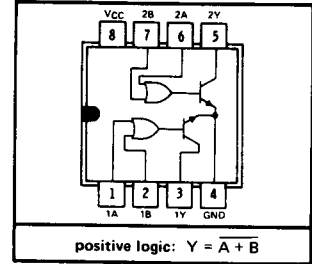 VCC 2B 2A 2Y
8 7 6 5
1 2 3 4
1A 1B 1Y GND
positive logic: Y = A + B